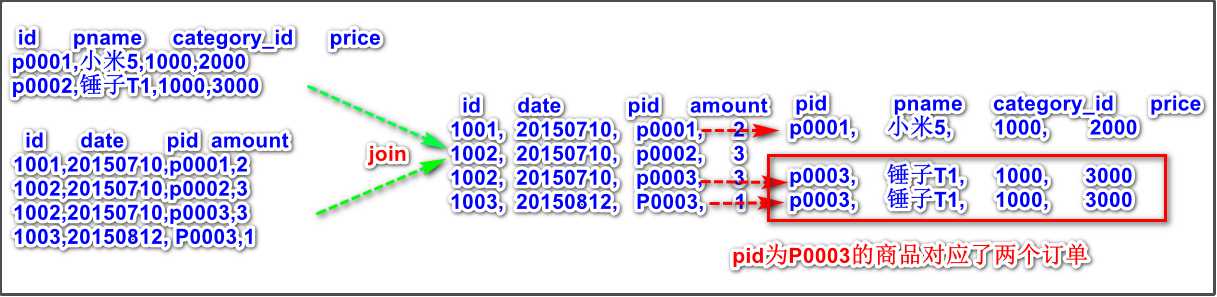 id pname category_id price
p0001,小米5,1000,2000
p0002,锤子T1,1000,3000
id date pid amount
1001,20150710,p0001,2
1002,20150710,p0002,3
1002,20150710,p0003,3
1003,20150812, P0003,1
join
id date pid amount pid pname category_id price
1001, 20150710, p0001, 2 p0001, 小米5, 1000, 2000
1002, 20150710, p0002, 3
1002, 20150710, p0003, 3 p0003, 锤子T1, 1000, 3000
1003, 20150812, P0003, 1 p0003, 锤子T1, 1000, 3000
pid为P0003的商品对应了两个订单